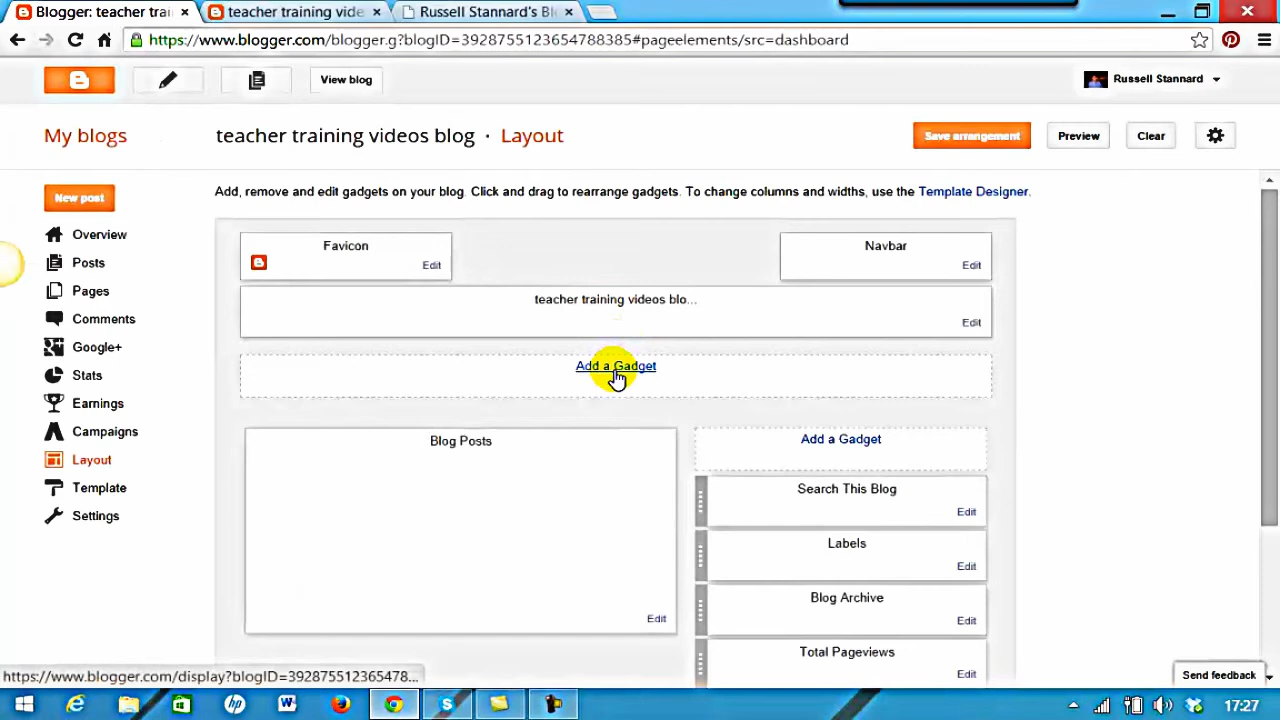 Blogger: teacher trai
teacher training vide
Russell Stannard's Bl
https://www.blogger.com/blogger.g?blogID=3928755123654788385#pageelements/src=dashboard
View blog
Russell Stannard
My blogs
teacher training videos blog · Layout
Save arrangement
Preview
Clear
New post
Add, remove and edit gadgets on your blog. Click and drag to rearrange gadgets. To change columns and widths, use the Template Designer.
Overview
Posts
Pages
Comments
Google+
Stats
Earnings
Campaigns
Layout
Template
Settings
Favicon
Edit
Navbar
Edit
teacher training videos blo...
Edit
Add a Gadget
Blog Posts
Edit
Add a Gadget
Search This Blog
Edit
Labels
Edit
Blog Archive
Edit
Total Pageviews
Edit
https://www.blogger.com/display?blogID=392875512365478...
Send feedback
17:27